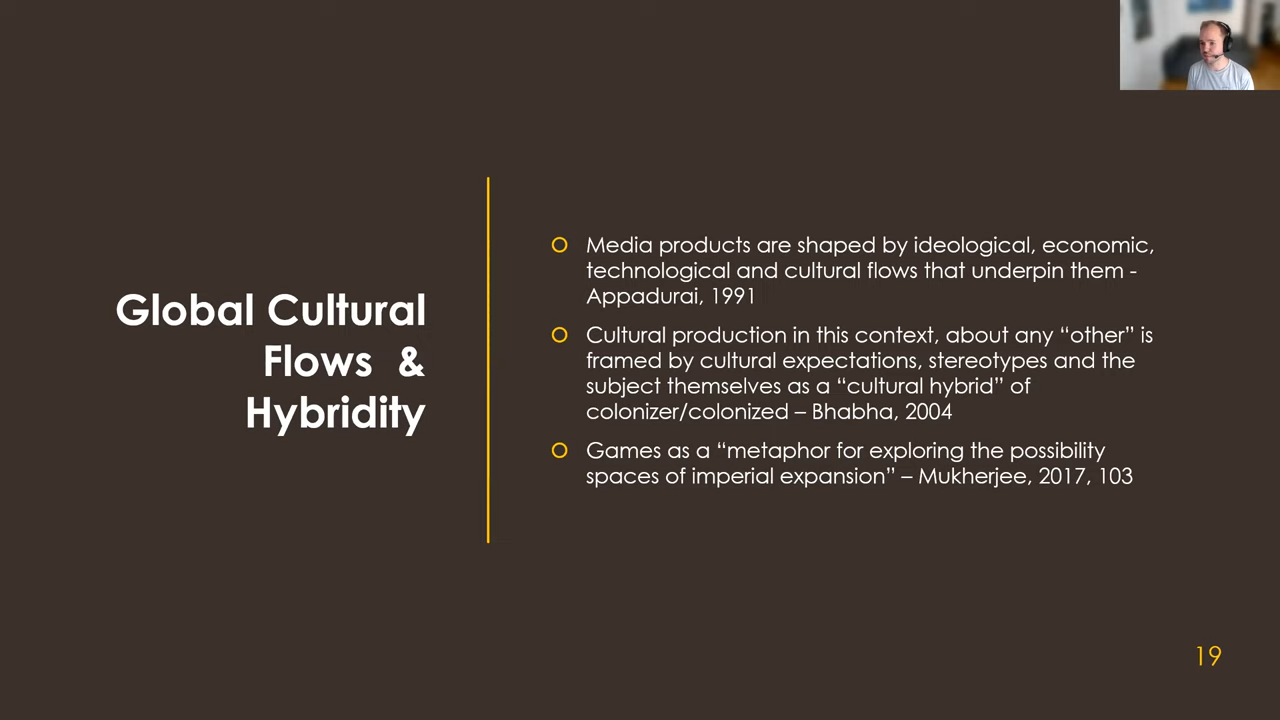 Global Cultural
Flows &
Hybridity
Media products are shaped by ideological, economic,
technological and cultural flows that underpin them -
Appadurai, 1991
Cultural production in this context, about any “other” is
framed by cultural expectations, stereotypes and the
subject themselves as a “cultural hybrid” of
colonizer/colonized – Bhabha, 2004
Games as a “metaphor for exploring the possibility
spaces of imperial expansion” – Mukherjee, 2017, 103
19